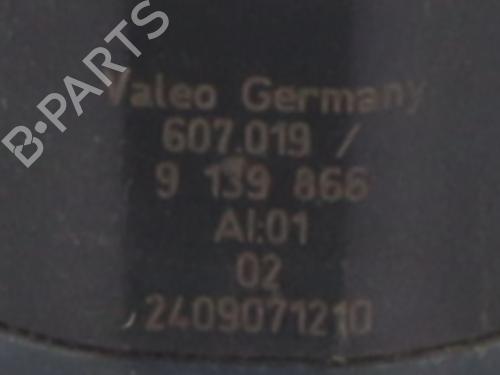 B-PARTS
Valeo Germany
607.019 /
9 139 866
AI:01
02
2409071210